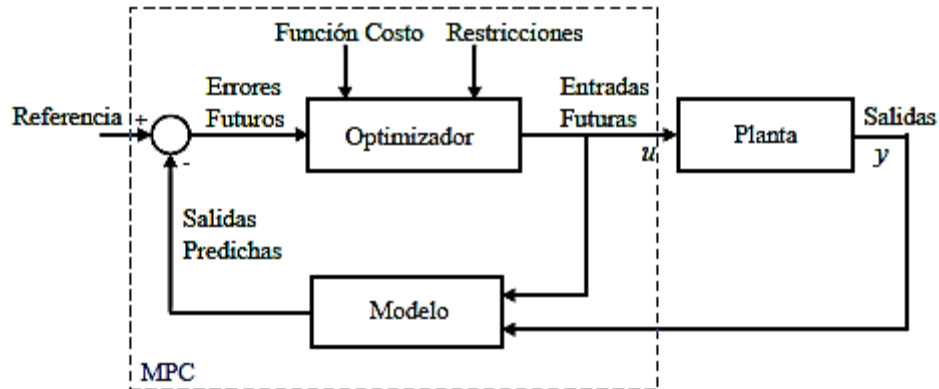 Función Costo
Restricciones
Referencia
+
-
Errores
Futuros
Optimizador
Entradas
Futuras
u
Planta
Salidas
y
Salidas
Predichas
Modelo
MPC